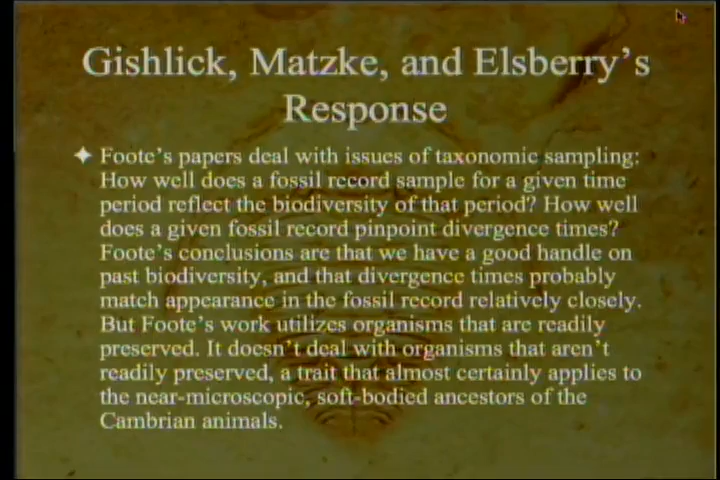 Gishlick, Matzke, and Elsberry's
Response
Foote's papers deal with issues of taxonomic sampling:
How well does a fossil record sample for a given time
period reflect the biodiversity of that period? How well
does a given fossil record pinpoint divergence times?
Foote's conclusions are that we have a good handle on
past biodiversity, and that divergence times probably
match appearance in the fossil record relatively closely.
But Foote's work utilizes organisms that are readily
preserved. It doesn't deal with organisms that aren't
readily preserved, a trait that almost certainly applies to
the near-microscopic, soft-bodied ancestors of the
Cambrian animals.